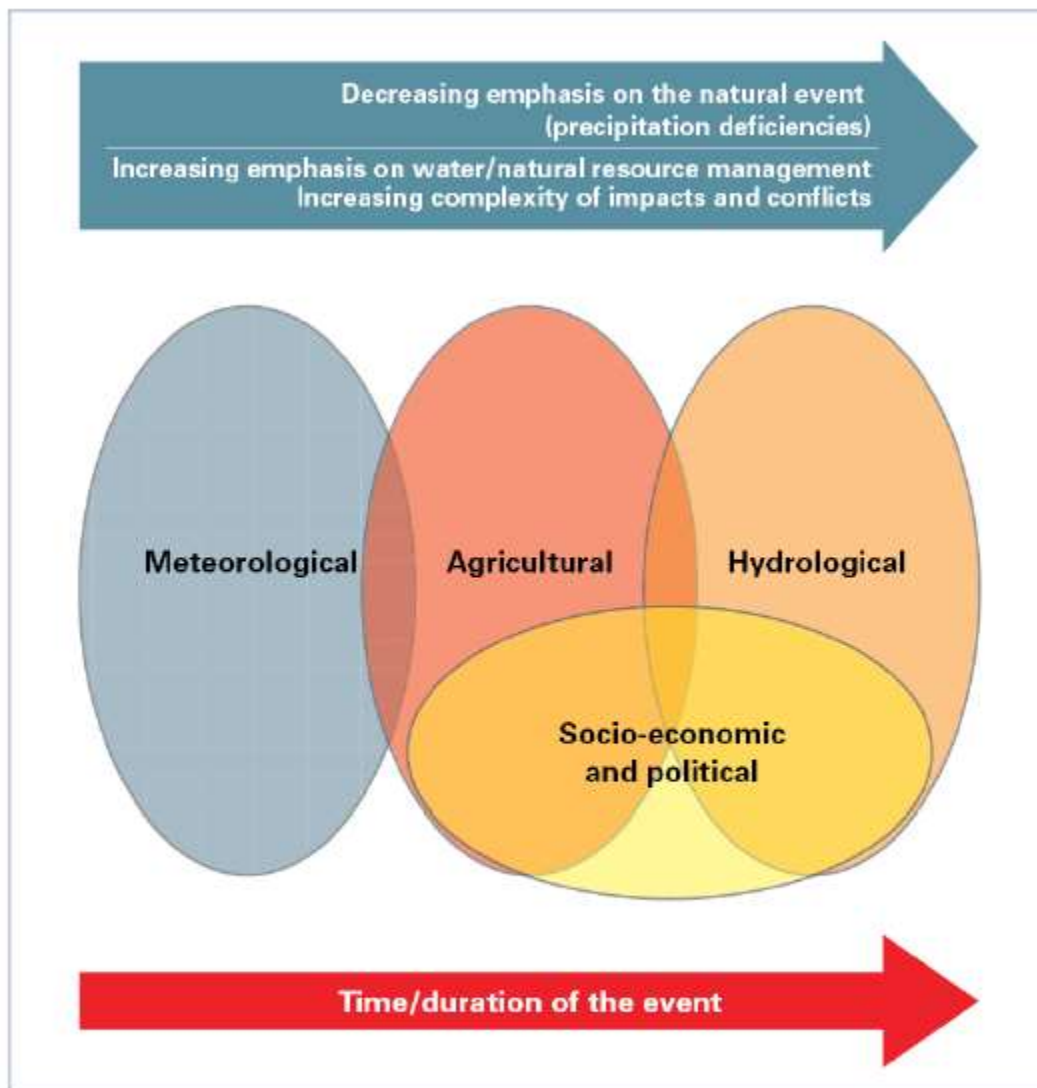 Decreasing emphasis on the natural event
(precipitation deficiencies)
Increasing emphasis on water/natural resource management
Increasing complexity of impacts and conflicts
Meteorological
Agricultural
Hydrological
Socio-economic
and political
Time/duration of the event